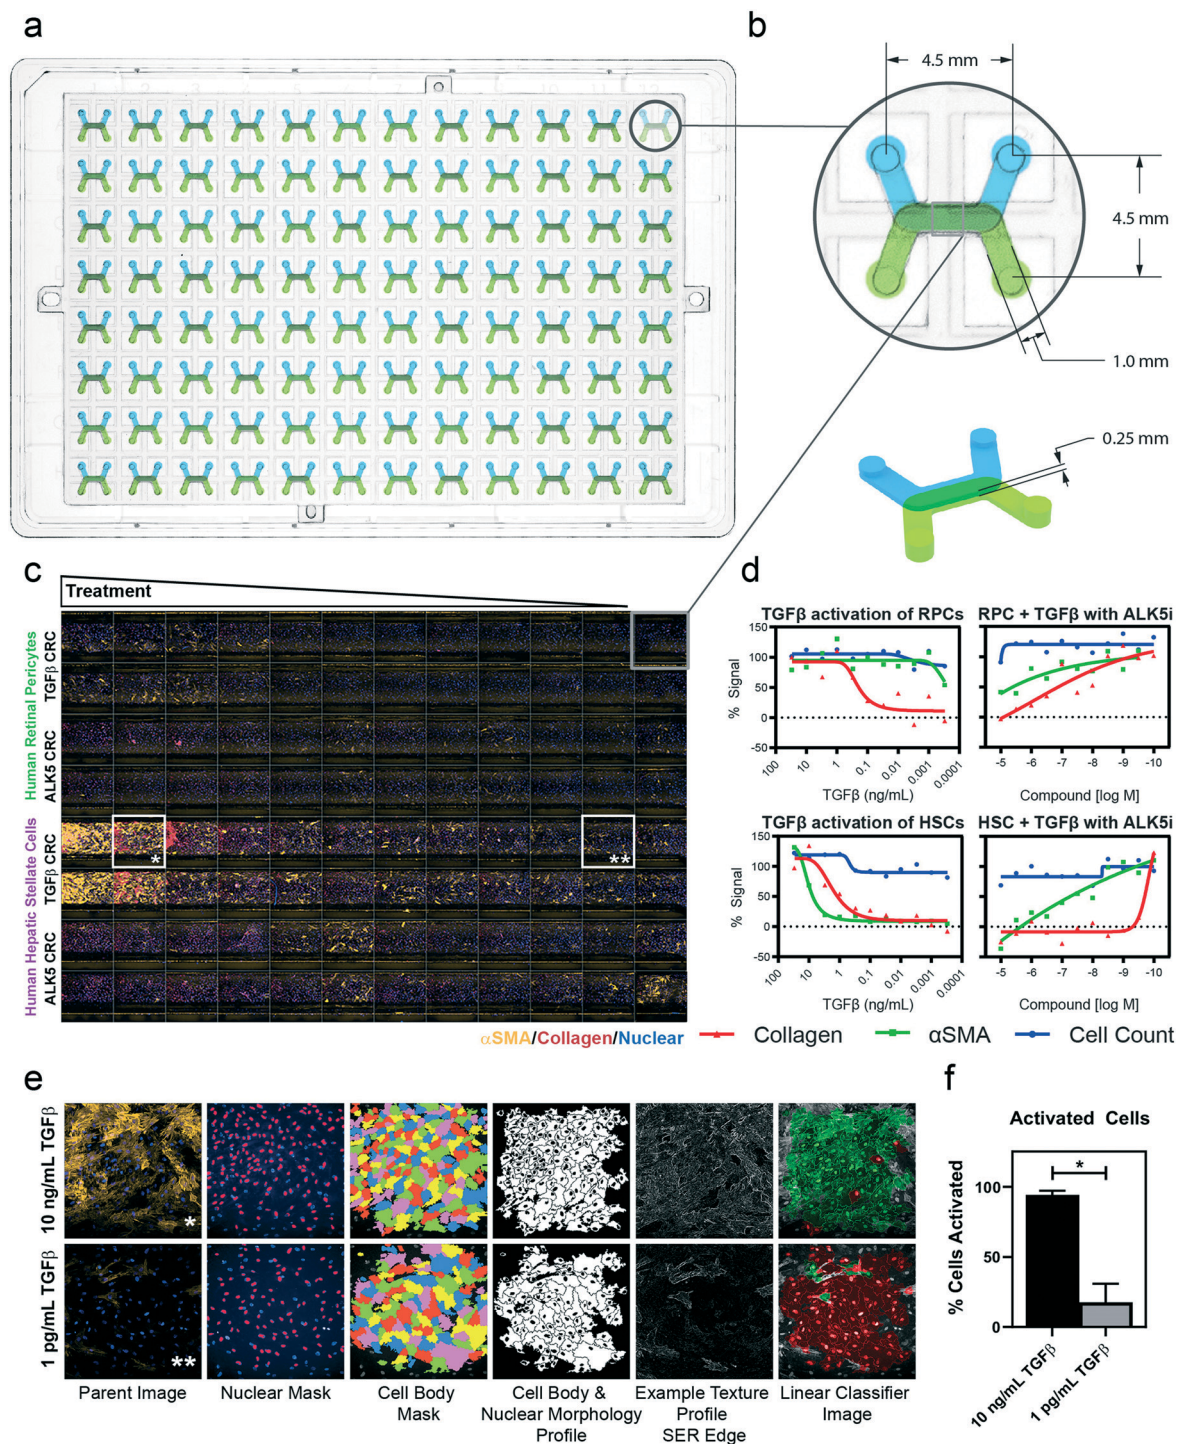 a
b
4.5 mm
4.5 mm
1.0 mm
0.25 mm
c
Treatment
Human Retinal Pericytes
TGFβ CRC
ALK5 CRC
Human Hepatic Stellate Cells
TGFβ CRC
ALK5 CRC
*
**
αSMA/Collagen/Nuclear
d
TGFβ activation of RPCs
% Signal
150
100
50
0
-50
100
10
1
0.1
0.01
0.001
0.0001
TGFβ (ng/mL)
RPC + TGFβ with ALK5i
-5
-6
-7
-8
-9
-10
Compound [log M]
TGFβ activation of HSCs
% Signal
150
100
50
0
-50
100
10
1
0.1
0.01
0.001
0.0001
TGFβ (ng/mL)
HSC + TGFβ with ALK5i
-5
-6
-7
-8
-9
-10
Compound [log M]
Collagen
αSMA
Cell Count
e
10 ng/mL TGFβ
*
1 pg/mL TGFβ
**
Parent Image
Nuclear Mask
Cell Body
Mask
Cell Body &
Nuclear Morphology
Profile
Example Texture
Profile
SER Edge
Linear Classifier
Image
f
Activated Cells
*
% Cells Activated
100
50
0
10 ng/mL TGFβ
1 pg/mL TGFβ